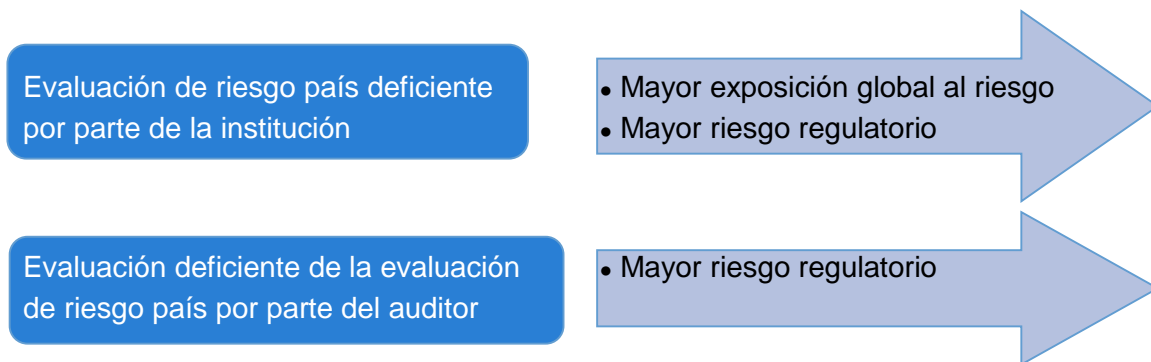 Evaluación de riesgo país deficiente
por parte de la institución
• Mayor exposición global al riesgo
• Mayor riesgo regulatorio
Evaluación deficiente de la evaluación
de riesgo país por parte del auditor
• Mayor riesgo regulatorio